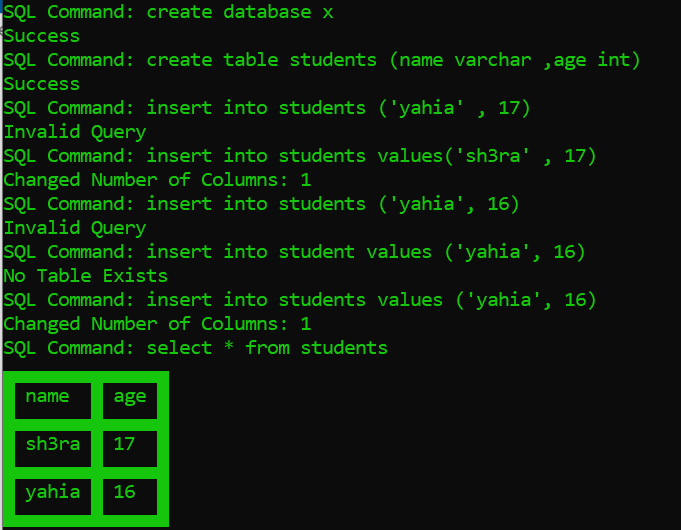 SQL Command: create database x
Success
SQL Command: create table students (name varchar ,age int)
Success
SQL Command: insert into students ('yahia' , 17)
Invalid Query
SQL Command: insert into students values('sh3ra' , 17)
Changed Number of Columns: 1
SQL Command: insert into students ('yahia', 16)
Invalid Query
SQL Command: insert into student values ('yahia', 16)
No Table Exists
SQL Command: insert into students values ('yahia', 16)
Changed Number of Columns: 1
SQL Command: select * from students
name age
sh3ra 17
yahia 16